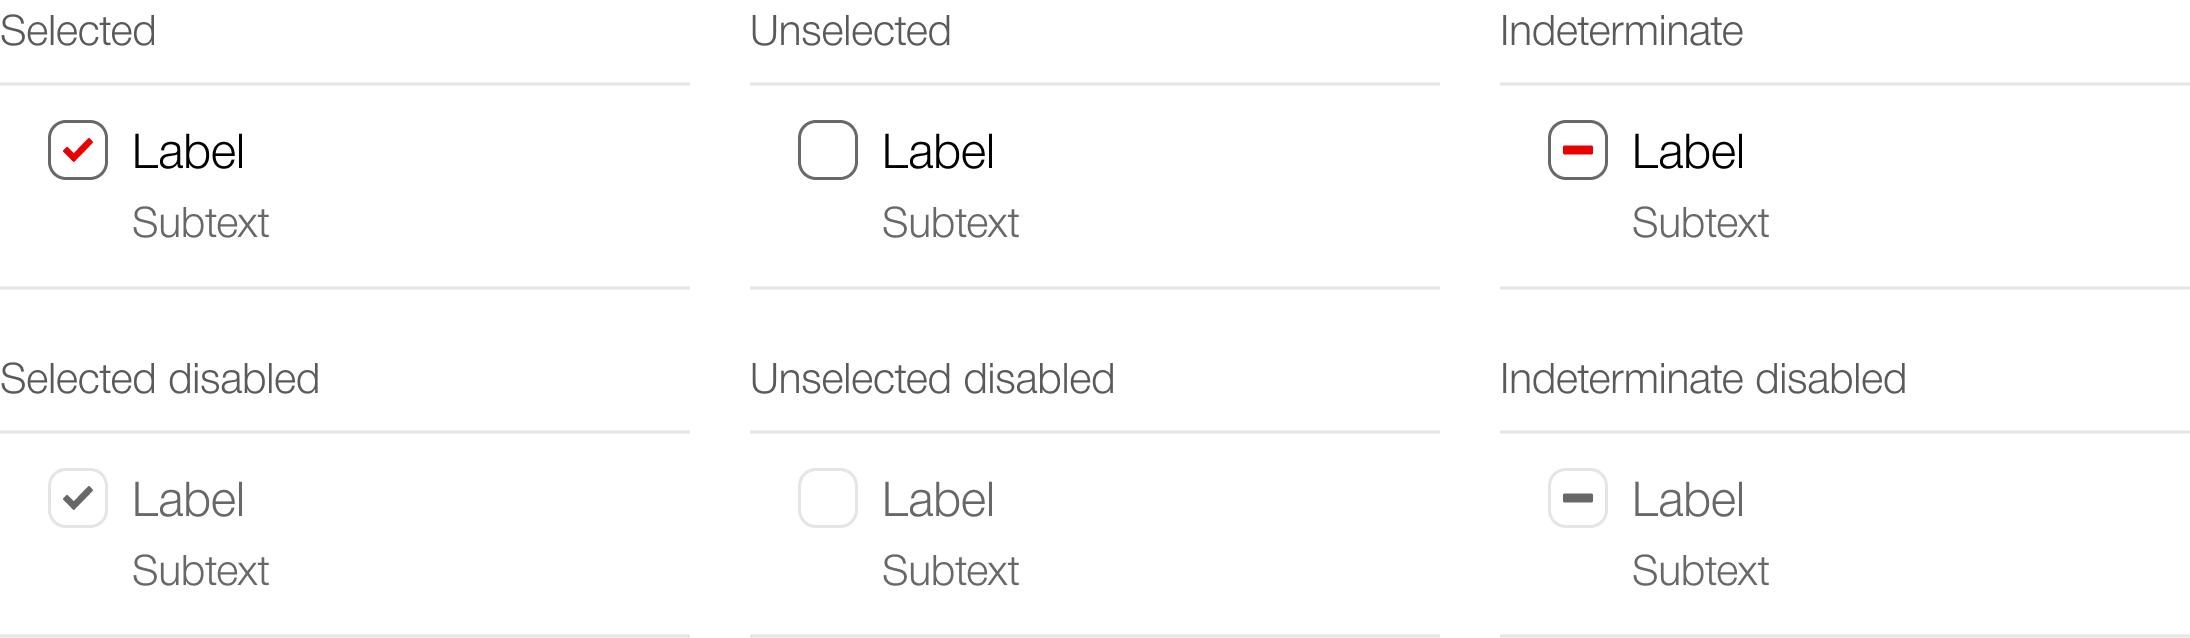 Selected
Unselected
Indeterminate
Label
Subtext
Label
Subtext
Label
Subtext
Selected disabled
Unselected disabled
Indeterminate disabled
Label
Subtext
Label
Subtext
Label
Subtext